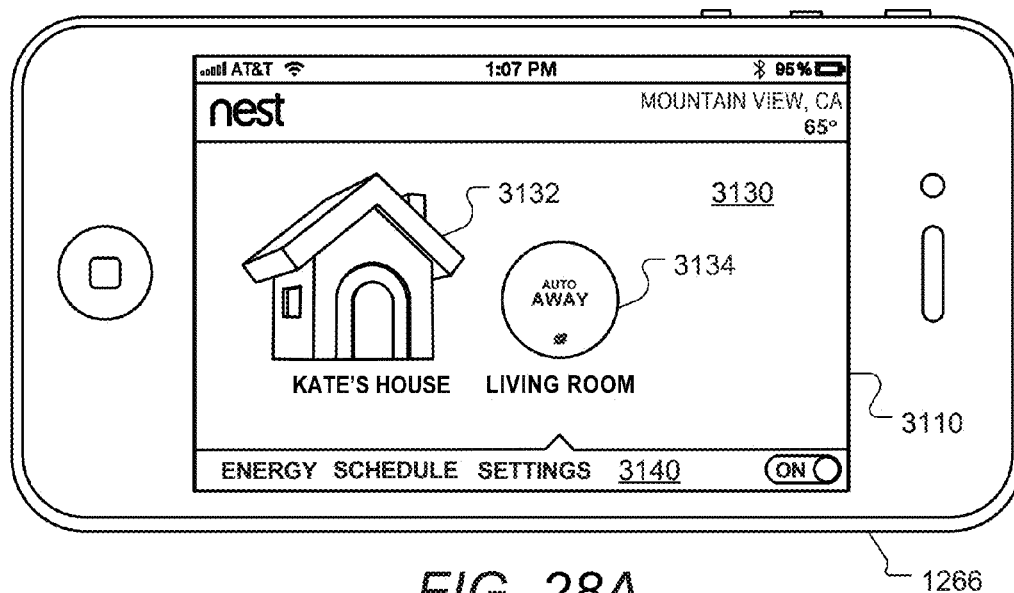 AT&T 1:07 PM 95%
nest MOUNTAIN VIEW, CA
65°
3132 3130
3134
AUTO
AWAY
KATE'S HOUSE LIVING ROOM
3110
ENERGY SCHEDULE SETTINGS 3140 ON
1266
FIG. 28A